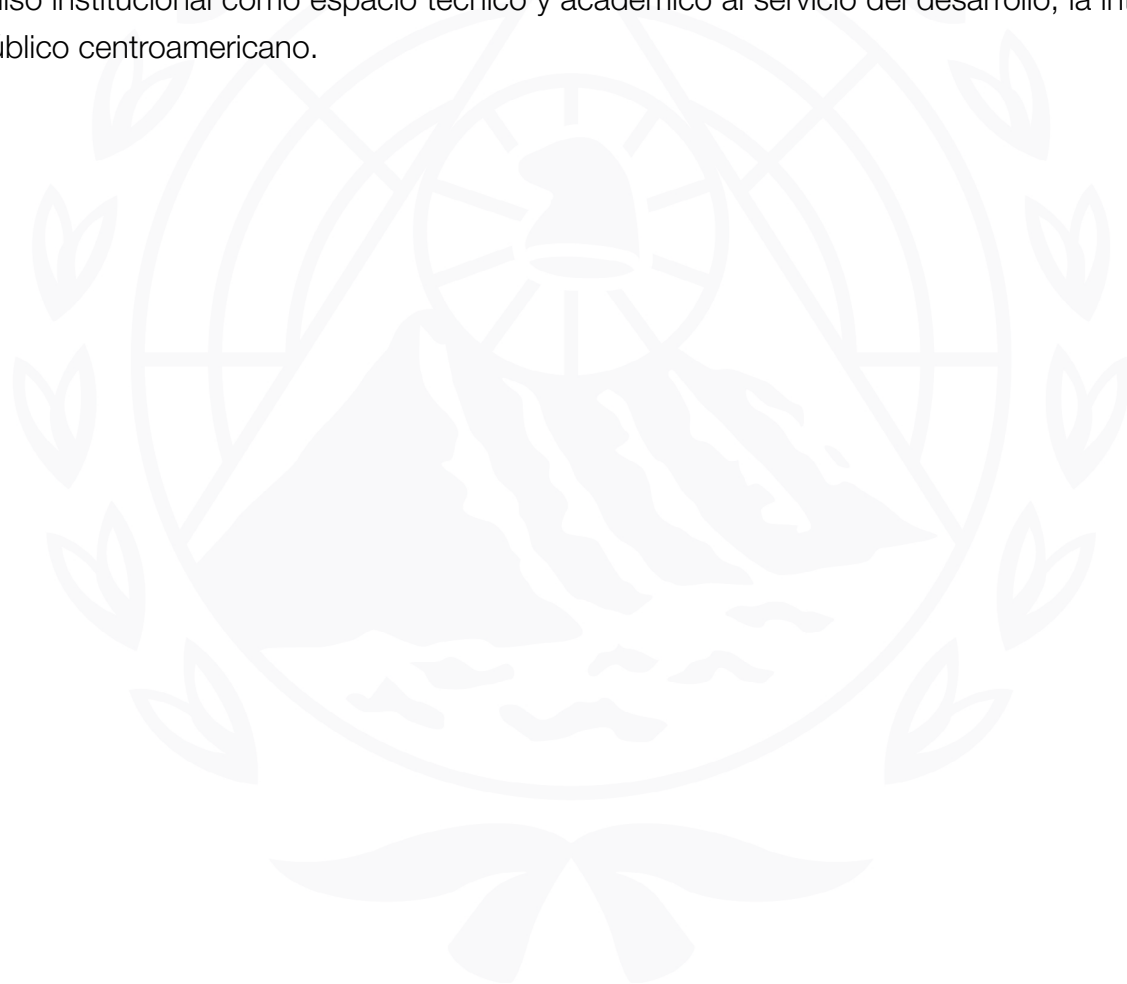 institucional como espacio técnico y académico al servicio del desarrollo, la
centroamericano.